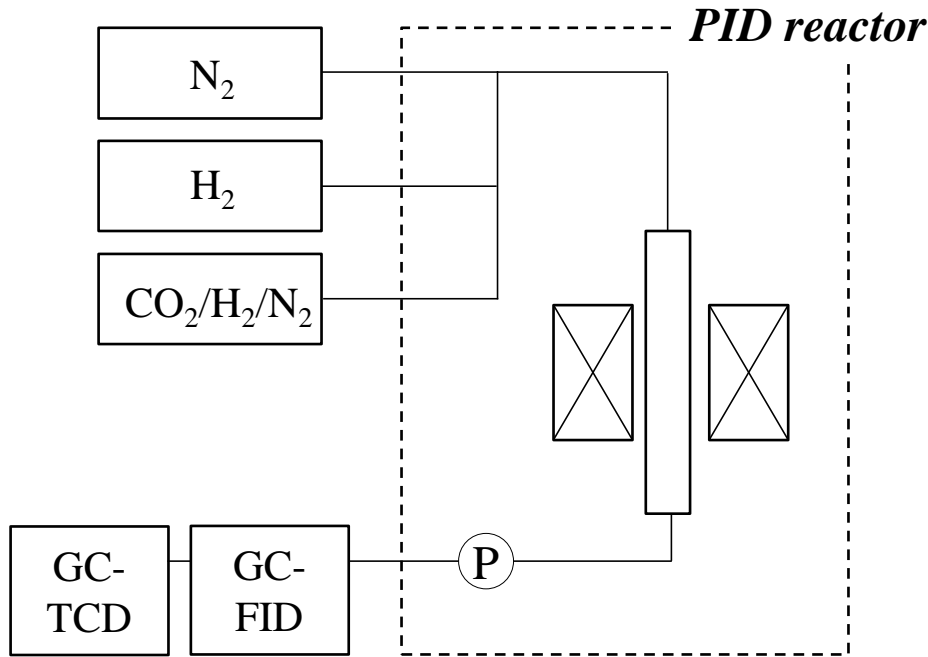 PID reactor
N₂
H₂
CO₂/H₂/N₂
GC-
TCD
GC-
FID
P